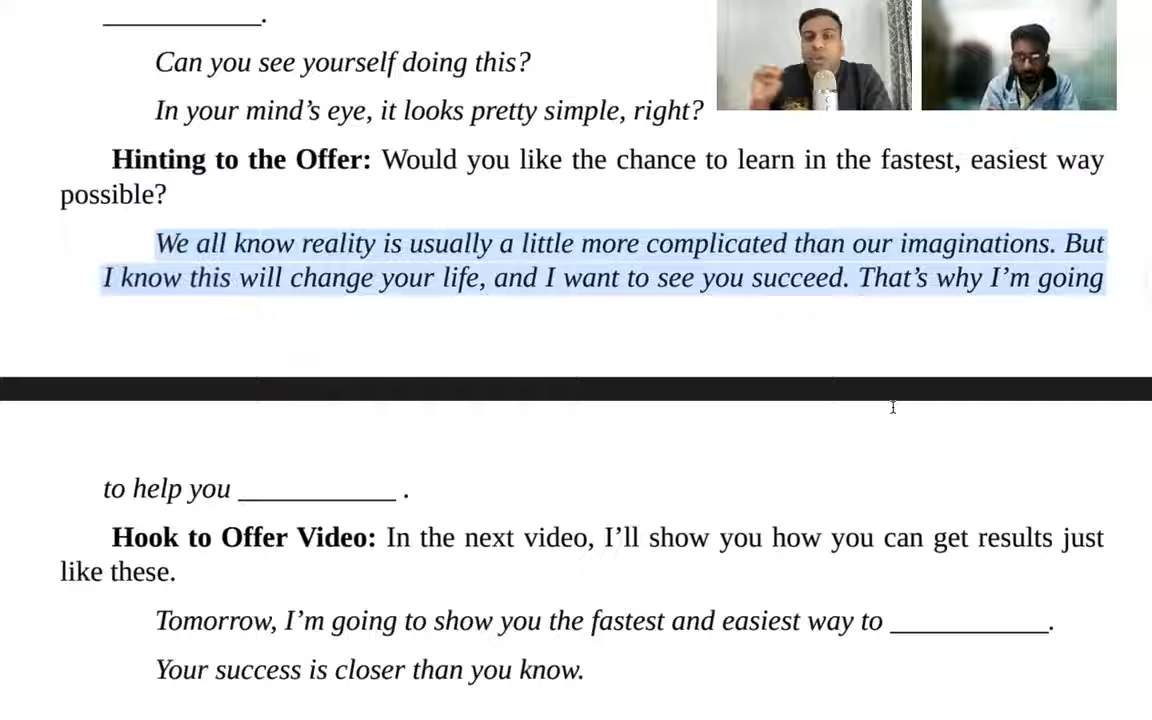 ____________.
Can you see yourself doing this?
In your mind’s eye, it looks pretty simple, right?
Hinting to the Offer: Would you like the chance to learn in the fastest, easiest way
possible?
We all know reality is usually a little more complicated than our imaginations. But
I know this will change your life, and I want to see you succeed. That’s why I’m going
to help you ____________ .
Hook to Offer Video: In the next video, I’ll show you how you can get results just
like these.
Tomorrow, I’m going to show you the fastest and easiest way to ____________.
Your success is closer than you know.